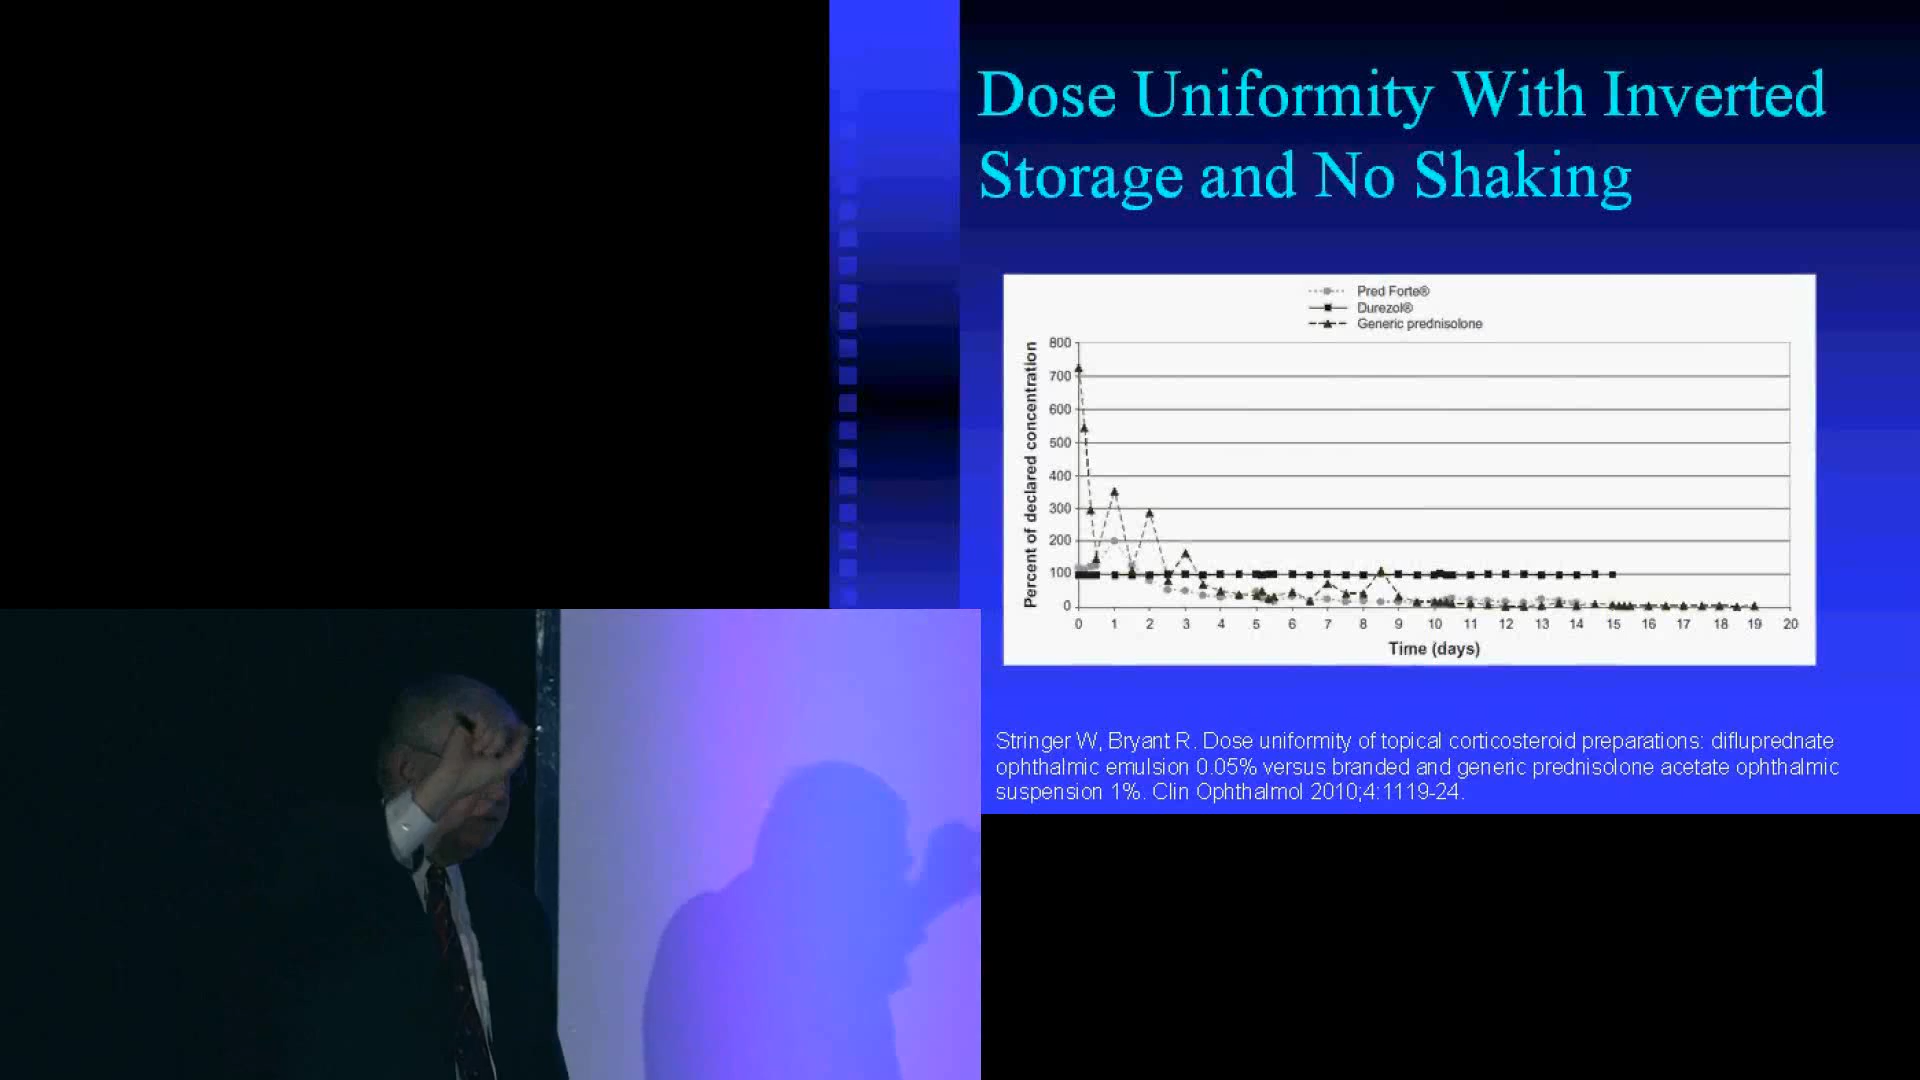 Dose Uniformity With Inverted
Storage and No Shaking
Pred Forte®
Durezol®
Generic prednisolone
Percent of declared concentration
800
700
600
500
400
300
200
100
0
0 1 2 3 4 5 6 7 8 9 10 11 12 13 14 15 16 17 18 19 20
Time (days)
Stringer W, Bryant R. Dose uniformity of topical corticosteroid preparations: difluprednate
ophthalmic emulsion 0.05% versus branded and generic prednisolone acetate ophthalmic
suspension 1%. Clin Ophthalmol 2010;4:1119-24.